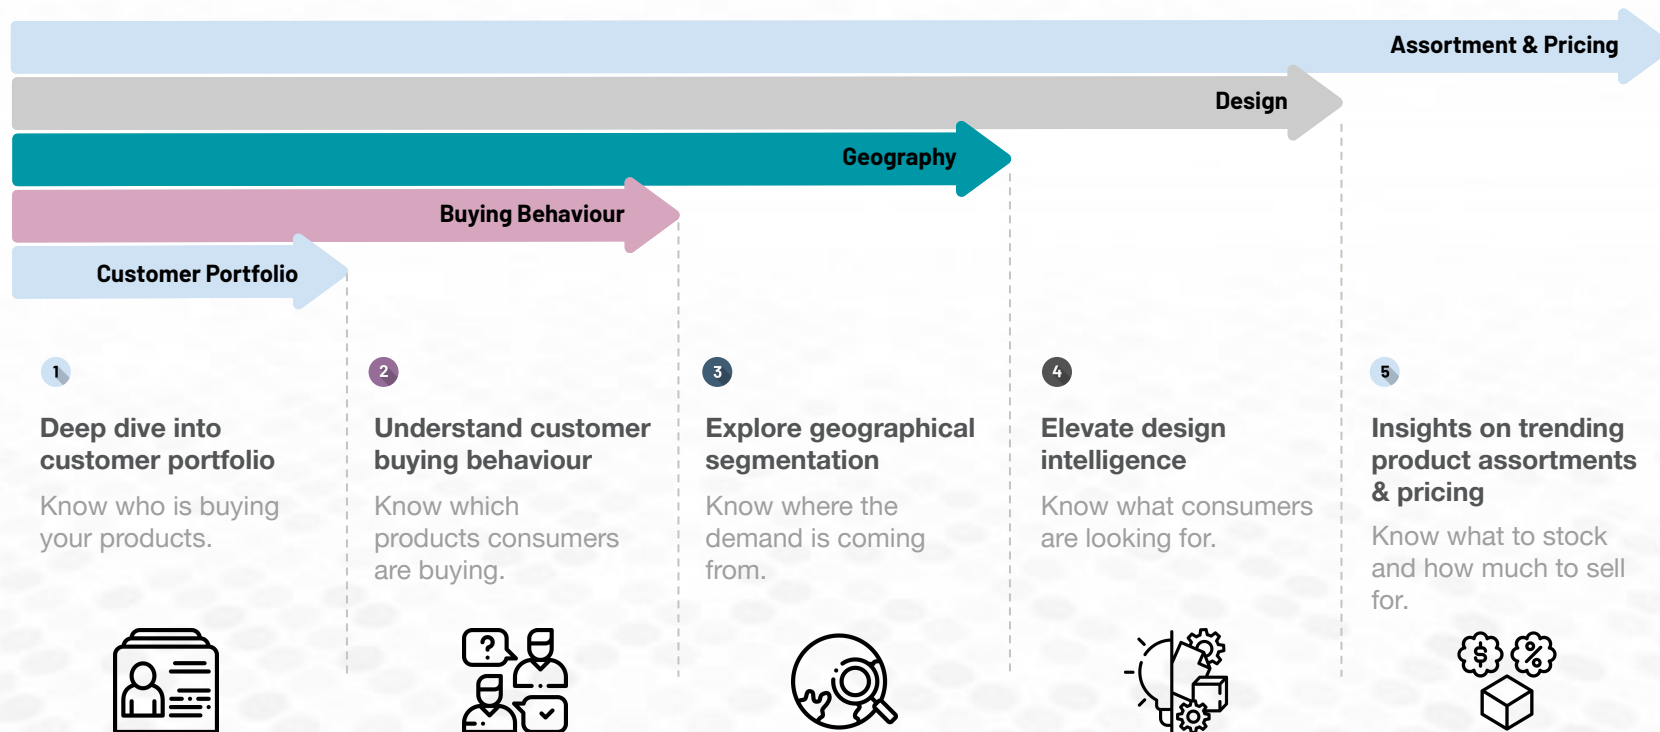 Assortment & Pricing
Design
Geography
Buying Behaviour
Customer Portfolio
1
Deep dive into
customer portfolio
Know who is buying
your products.
2
Understand customer
buying behaviour
Know which
products consumers
are buying.
?
3
Explore geographical
segmentation
Know where the
demand is coming
from.
4
Elevate design
intelligence
Know what consumers
are looking for.
5
Insights on trending
product assortments
& pricing
Know what to stock
and how much to sell
for.
$ %